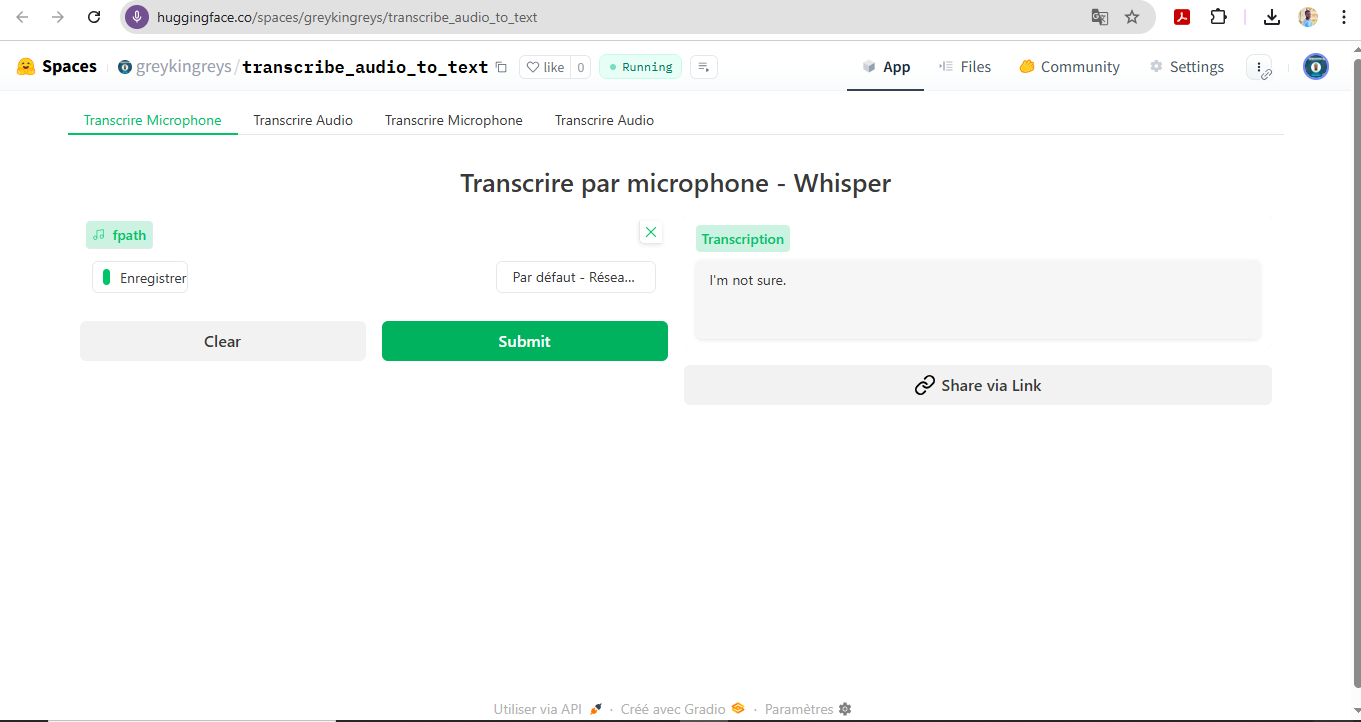 huggingface.co/spaces/greykingreys/transcribe_audio_to_text
Spaces greykingreys/transcribe_audio_to_text like 0 Running App Files Community Settings
Transcrire Microphone Transcrire Audio Transcrire Microphone Transcrire Audio
Transcrire par microphone - Whisper
fpath
Transcription
Enregistrer Par défaut - Résea...
I'm not sure.
Clear Submit
Share via Link
Utiliser via API · Créé avec Gradio · Paramètres